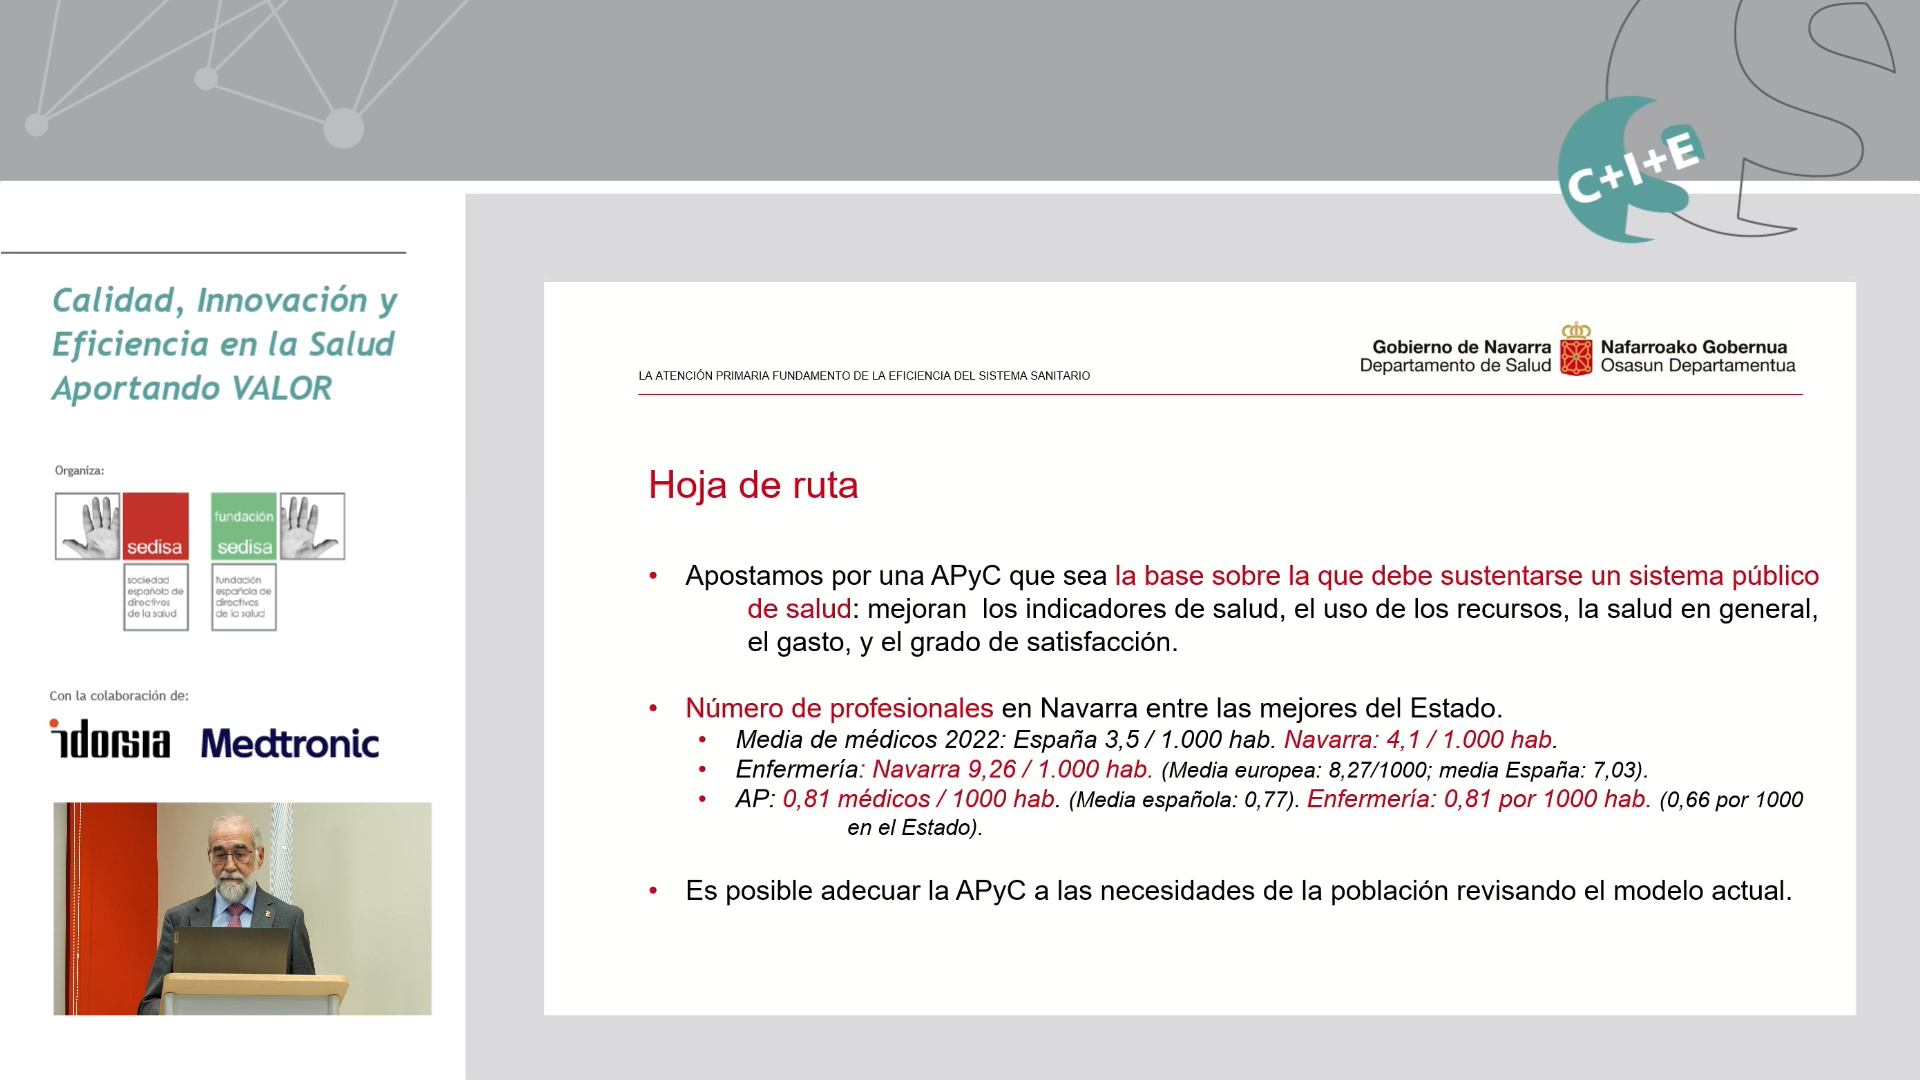 C+I+E
Calidad, Innovación y
Eficiencia en la Salud
Aportando VALOR
Organiza:
sedisa
sociedad
española de
directivos
de la salud
fundación
sedisa
fundación
española de
directivos
de la salud
Con la colaboración de:
idorsia Medtronic
LA ATENCIÓN PRIMARIA FUNDAMENTO DE LA EFICIENCIA DEL SISTEMA SANITARIO
Gobierno de Navarra
Departamento de Salud
Nafarroako Gobernua
Osasun Departamentua
Hoja de ruta
• Apostamos por una APyC que sea la base sobre la que debe sustentarse un sistema público
de salud: mejoran los indicadores de salud, el uso de los recursos, la salud en general,
el gasto, y el grado de satisfacción.
• Número de profesionales en Navarra entre las mejores del Estado.
• Media de médicos 2022: España 3,5 / 1.000 hab. Navarra: 4,1 / 1.000 hab.
• Enfermería: Navarra 9,26 / 1.000 hab. (Media europea: 8,27/1000; media España: 7,03).
• AP: 0,81 médicos / 1000 hab. (Media española: 0,77). Enfermería: 0,81 por 1000 hab. (0,66 por 1000
en el Estado).
• Es posible adecuar la APyC a las necesidades de la población revisando el modelo actual.